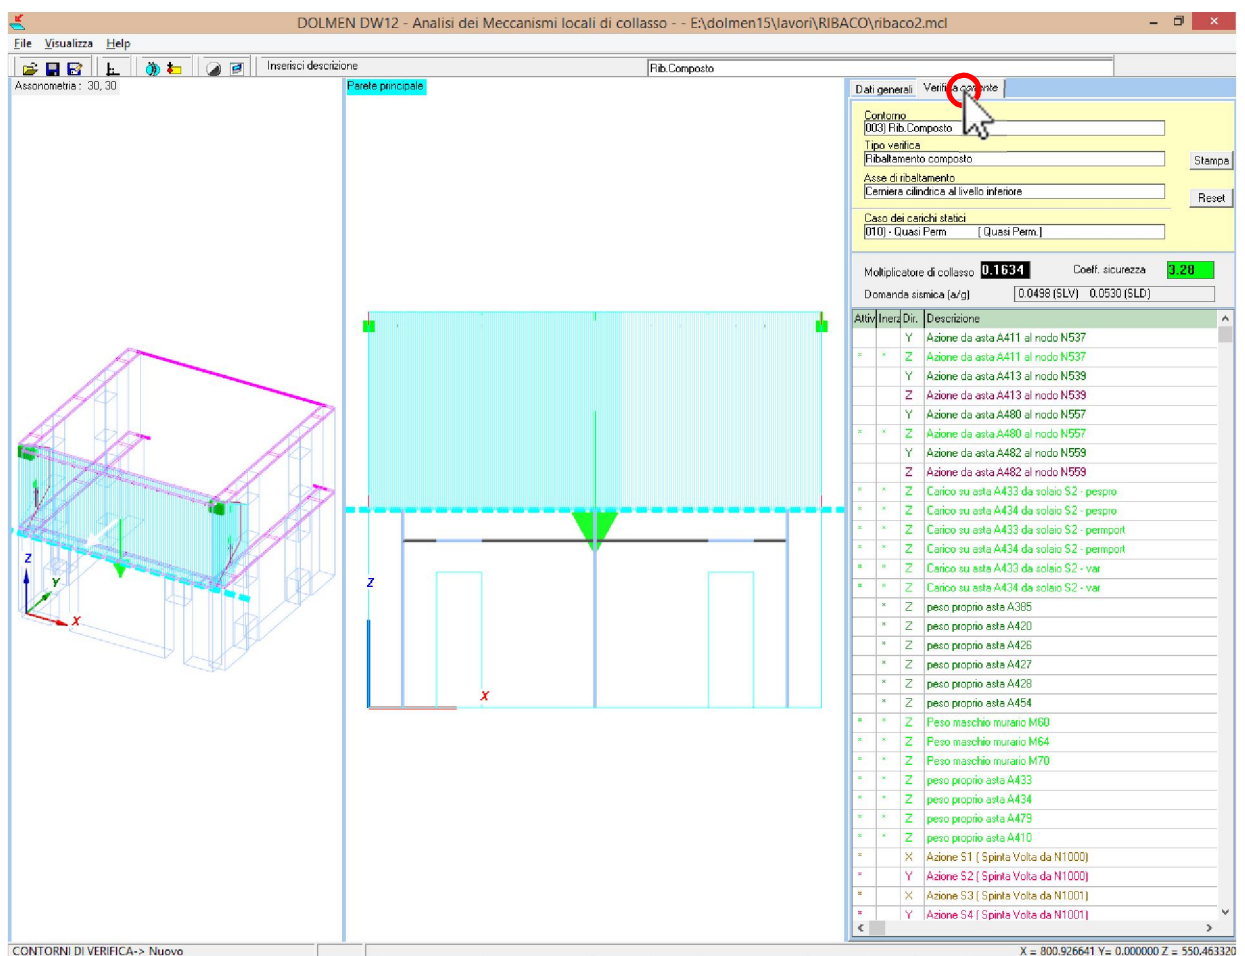 DOLMEN DW12 - Analisi dei Meccanismi locali di collasso - - E:\dolmen15\lavori\RIBACO\ribaco2.mcl
File Visualizza Help
Inserisci descrizione
Rib.Composto
Assonometria : 30, 30
Parete principale
Dati generali
Verifica corrente
Contorno
003) Rib.Composto
Tipo verifica
Ribaltamento composto
Stampa
Asse di ribaltamento
Cerniera cilindrica al livello inferiore
Reset
Caso dei carichi statici
010) - Quasi Perm [ Quasi Perm.]
Moltiplicatore di collasso 0.1634 Coeff. sicurezza 3.28
Domanda sismica (a/g) 0.0498 (SLV) 0.0530 (SLD)
Attiv Inerz Dir. Descrizione
Y Azione da asta A411 al nodo N537
* * Z Azione da asta A411 al nodo N537
Y Azione da asta A413 al nodo N539
Z Azione da asta A413 al nodo N539
Y Azione da asta A480 al nodo N557
* * Z Azione da asta A480 al nodo N557
Y Azione da asta A482 al nodo N559
Z Azione da asta A482 al nodo N559
* * Z Carico su asta A433 da solaio S2 - pespro
* * Z Carico su asta A434 da solaio S2 - pespro
* * Z Carico su asta A433 da solaio S2 - permport
* * Z Carico su asta A434 da solaio S2 - permport
* * Z Carico su asta A433 da solaio S2 - var
* * Z Carico su asta A434 da solaio S2 - var
* Z peso proprio asta A385
* Z peso proprio asta A420
* Z peso proprio asta A426
* Z peso proprio asta A427
* Z peso proprio asta A428
* Z peso proprio asta A454
* * Z Peso maschio murario M60
* * Z Peso maschio murario M64
* * Z Peso maschio murario M70
* * Z peso proprio asta A433
* * Z peso proprio asta A434
* * Z peso proprio asta A479
* * Z peso proprio asta A410
* X Azione S1 ( Spinta Volta da N1000)
* Y Azione S2 ( Spinta Volta da N1000)
* X Azione S3 ( Spinta Volta da N1001)
* Y Azione S4 ( Spinta Volta da N1001)
Z
Y
X
Z
X
CONTORNI DI VERIFICA-> Nuovo
X = 800.926641 Y= 0.000000 Z = 550.463320